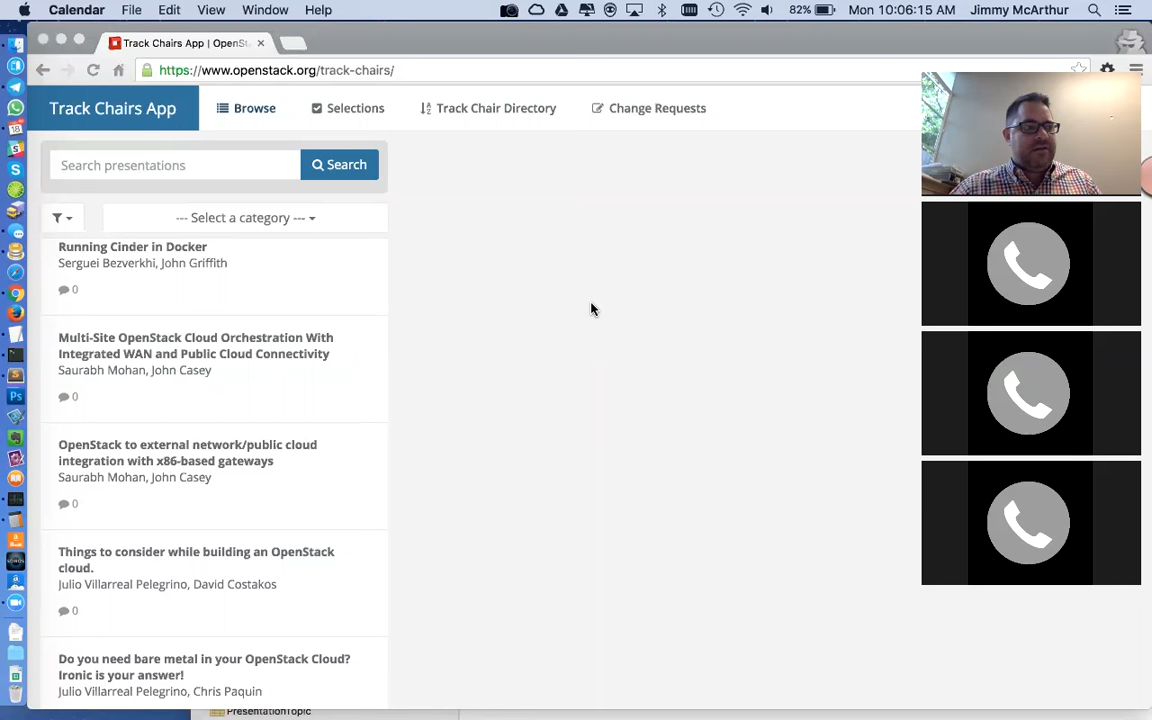 Calendar File Edit View Window Help 82% Mon 10:06:15 AM Jimmy McArthur
Track Chairs App | OpenSt
https://www.openstack.org/track-chairs/
Track Chairs App Browse Selections Track Chair Directory Change Requests
Search presentations Search
--- Select a category ---
Running Cinder in Docker
Serguei Bezverkhi, John Griffith
0
Multi-Site OpenStack Cloud Orchestration With
Integrated WAN and Public Cloud Connectivity
Saurabh Mohan, John Casey
0
OpenStack to external network/public cloud
integration with x86-based gateways
Saurabh Mohan, John Casey
0
Things to consider while building an OpenStack
cloud.
Julio Villarreal Pelegrino, David Costakos
0
Do you need bare metal in your OpenStack Cloud?
Ironic is your answer!
Julio Villarreal Pelegrino, Chris Paquin
PresentationTopic